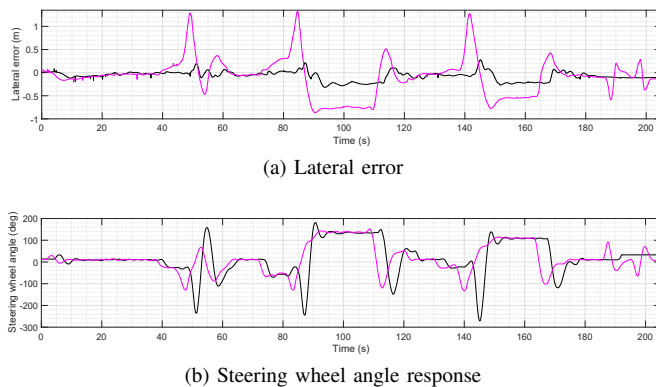 Lateral error (m)
1
0.5
0
-0.5
-1
0 20 40 60 80 100 120 140 160 180 200
Time (s)
(a) Lateral error
Steering wheel angle (deg)
200
100
0
-100
-200
-300
0 20 40 60 80 100 120 140 160 180 200
Time (s)
(b) Steering wheel angle response